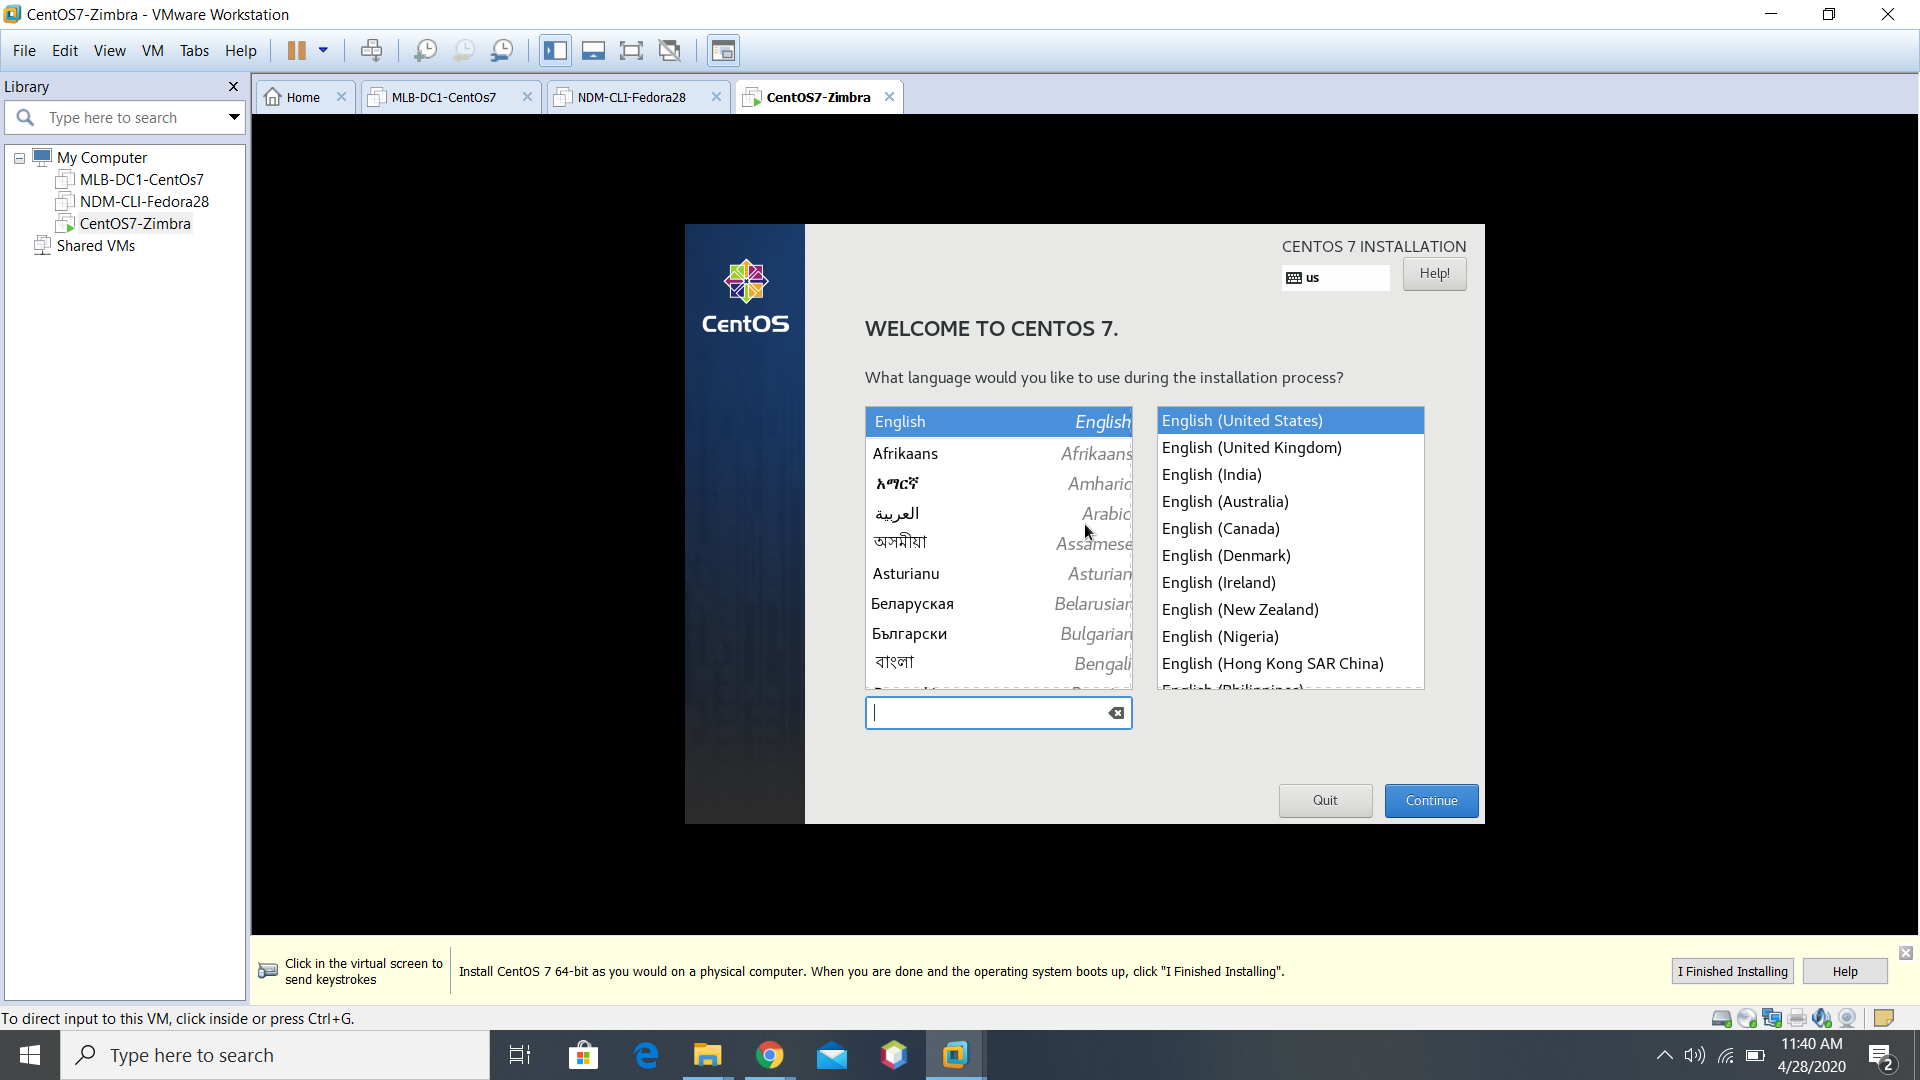 CentOS7-Zimbra - VMware Workstation
File Edit View VM Tabs Help
Library
Type here to search
My Computer
MLB-DC1-CentOs7
NDM-CLI-Fedora28
CentOS7-Zimbra
Shared VMs
Home
MLB-DC1-CentOs7
NDM-CLI-Fedora28
CentOS7-Zimbra
CentOS
CENTOS 7 INSTALLATION
us
Help!
WELCOME TO CENTOS 7.
What language would you like to use during the installation process?
English English
Afrikaans Afrikaans
አማርኛ Amharic
العربية Arabic
অসমীয়া Assamese
Asturianu Asturian
Беларуская Belarusian
Български Bulgarian
বাংলা Bengali
English (United States)
English (United Kingdom)
English (India)
English (Australia)
English (Canada)
English (Denmark)
English (Ireland)
English (New Zealand)
English (Nigeria)
English (Hong Kong SAR China)
English (Philippines)
Quit
Continue
Click in the virtual screen to
send keystrokes
Install CentOS 7 64-bit as you would on a physical computer. When you are done and the operating system boots up, click "I Finished Installing".
I Finished Installing
Help
To direct input to this VM, click inside or press Ctrl+G.
Type here to search
11:40 AM
4/28/2020
2